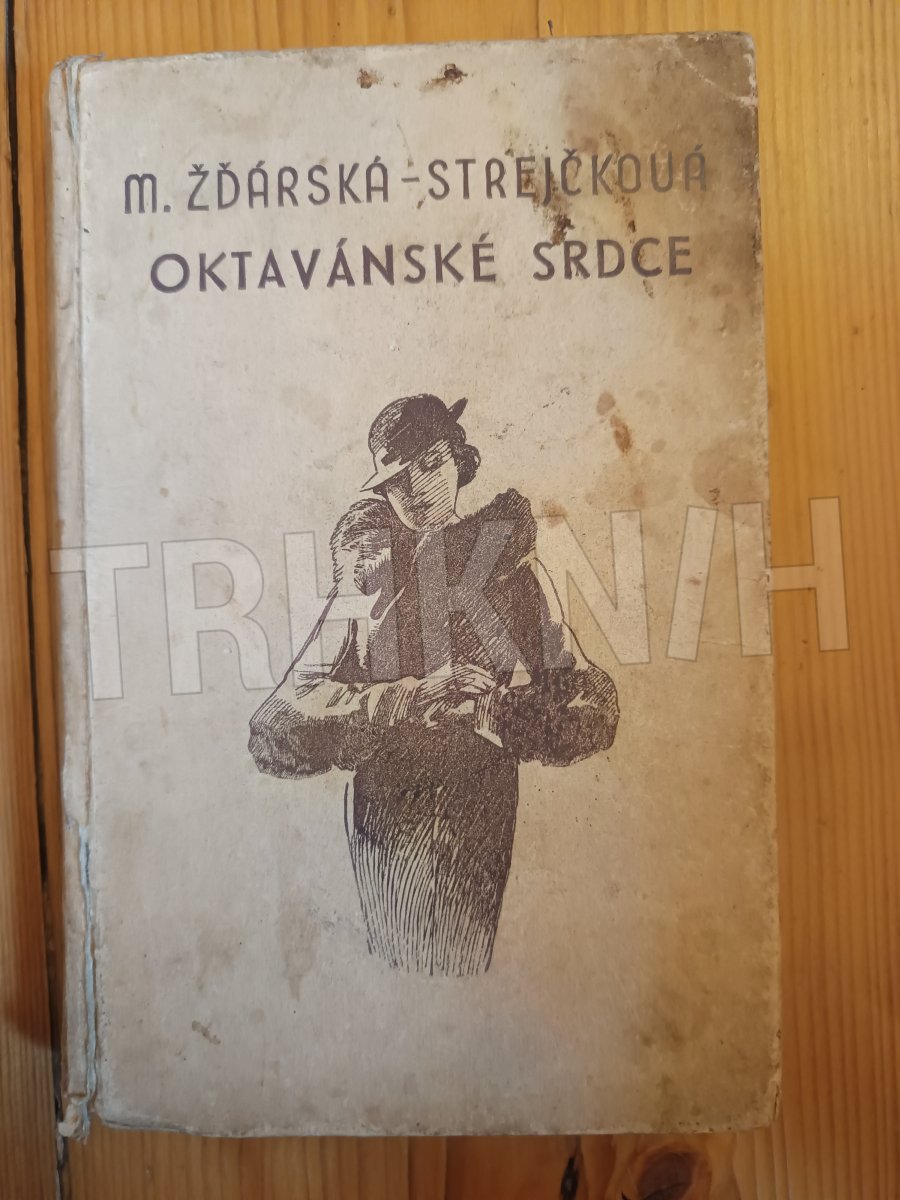 M. ŽĎÁRSKÁ-STREJČKOVÁ
OKTAVÁNSKÉ SRDCE
TRHKNIH